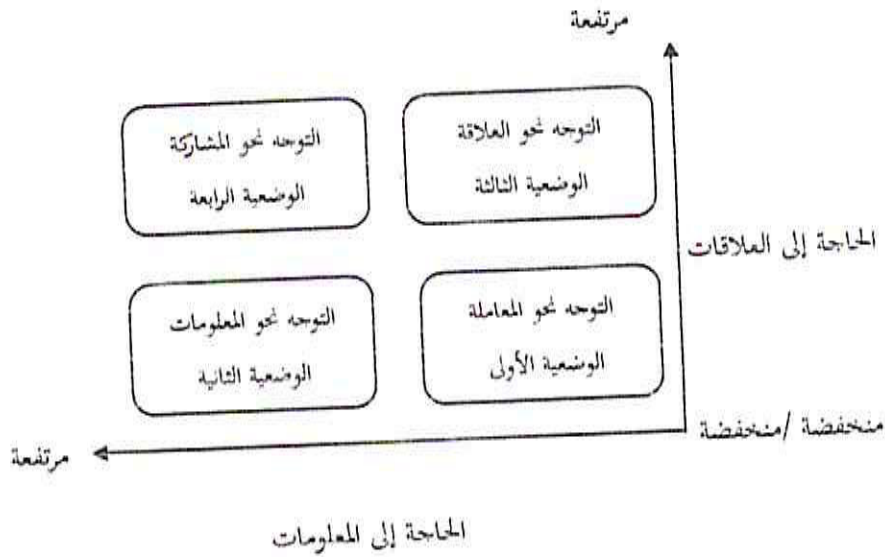 مرتفعة
التوجه نحو العلاقة
الوضعية الثالثة
التوجه نحو المشاركة
الوضعية الرابعة
الحاجة إلى العلاقات
التوجه نحو المعاملة
الوضعية الأولى
التوجه نحو المعلومات
الوضعية الثانية
منخفضة /منخفضة
مرتفعة
الحاجة إلى المعلومات